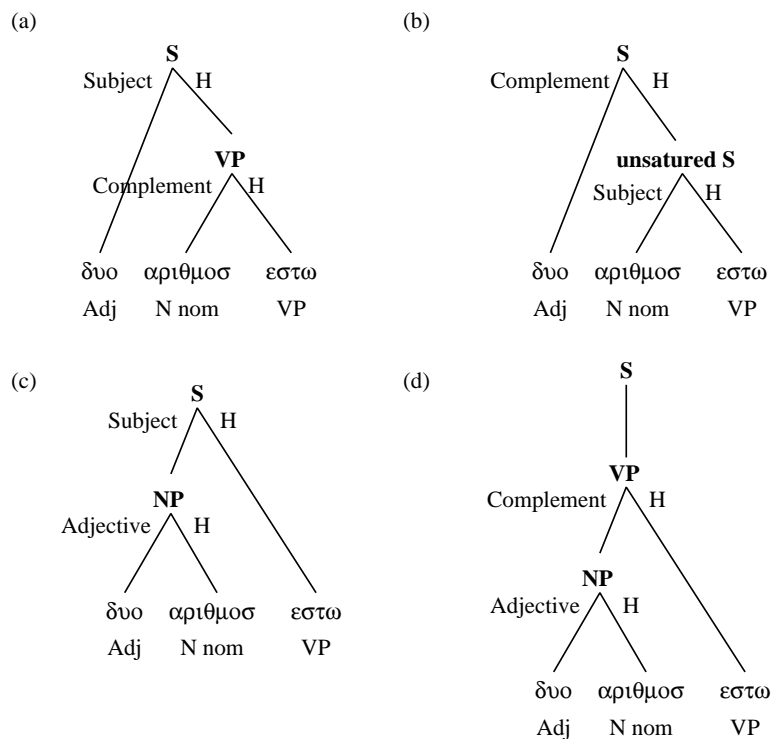 (a)
S
Subject H
VP
Complement H
δυο αριθμοσ εστω
Adj N nom VP
(b)
S
Complement H
unsatured S
Subject H
δυο αριθμοσ εστω
Adj N nom VP
(c)
S
Subject H
NP
Adjective H
δυο αριθμοσ εστω
Adj N nom VP
(d)
S
VP
Complement H
NP
Adjective H
δυο αριθμοσ εστω
Adj N nom VP